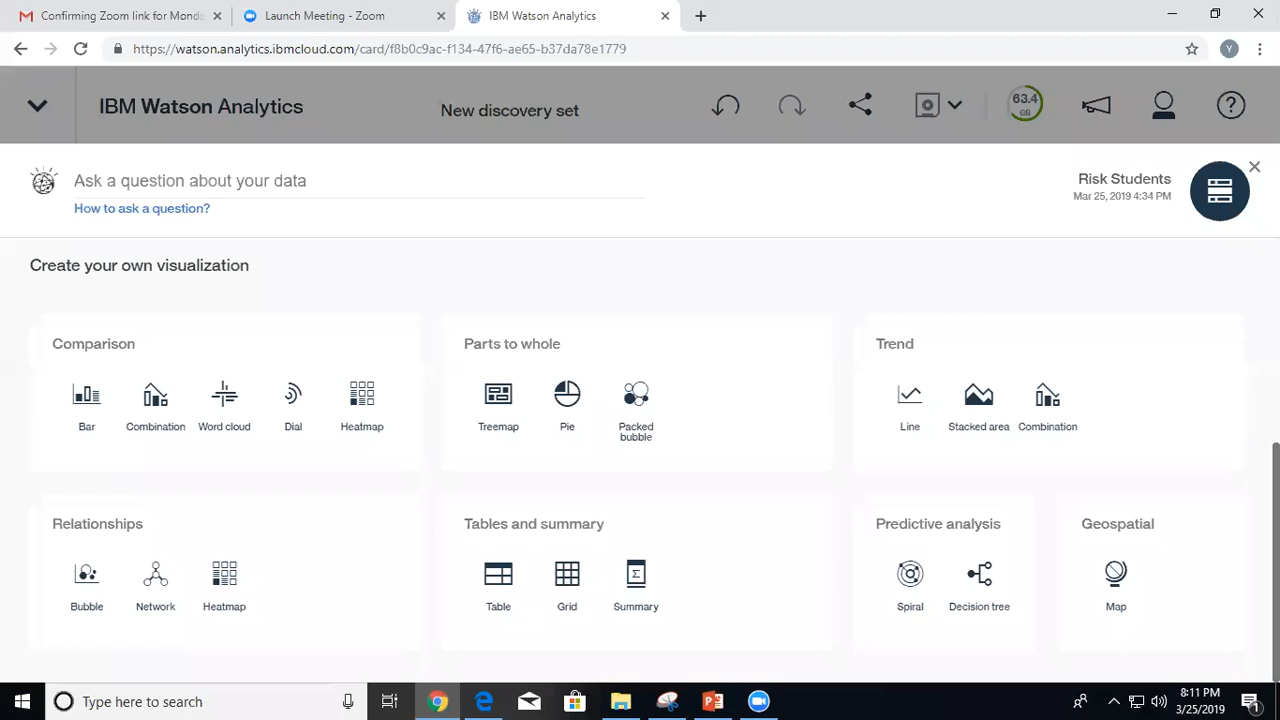 Confirming Zoom link for Mond
Launch Meeting - Zoom
IBM Watson Analytics
https://watson.analytics.ibmcloud.com/card/f8b0c9ac-f134-47f6-ae65-b37da78e1779
Y
IBM Watson Analytics
New discovery set
63.4
GB
Ask a question about your data
How to ask a question?
Risk Students
Mar 25, 2019 4:34 PM
Create your own visualization
Comparison
Bar
Combination
Word cloud
Dial
Heatmap
Parts to whole
Treemap
Pie
Packed
bubble
Trend
Line
Stacked area
Combination
Relationships
Bubble
Network
Heatmap
Tables and summary
Table
Grid
Summary
Predictive analysis
Spiral
Decision tree
Geospatial
Map
Type here to search
8:11 PM
3/25/2019
1